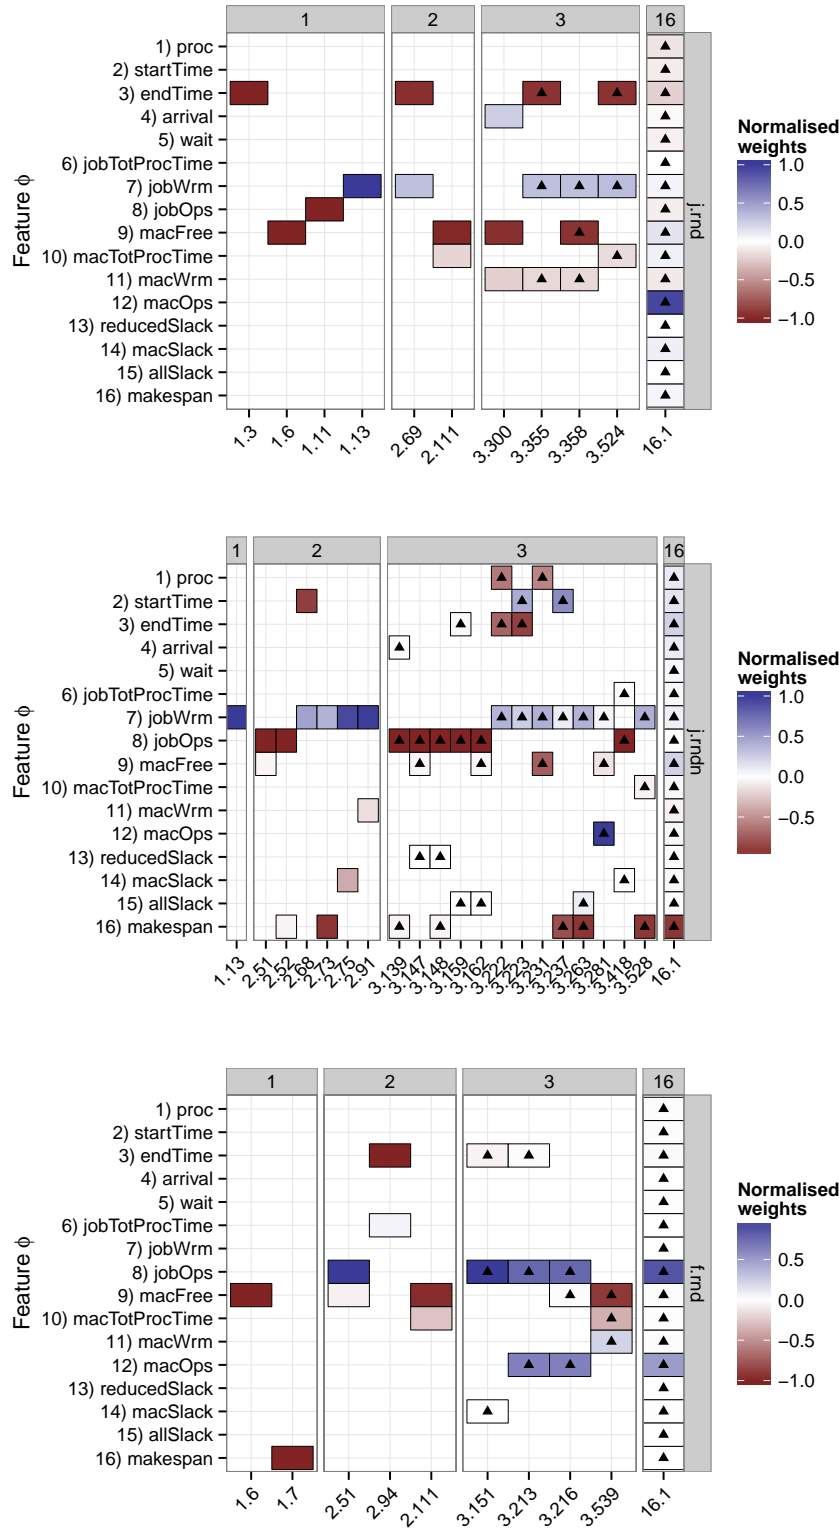 1 2 3 16
1) proc
2) startTime
3) endTime
4) arrival
5) wait
6) jobTotProcTime
7) jobWrm
8) jobOps
9) macFree
10) macTotProcTime
11) macWrm
12) macOps
13) reducedSlack
14) macSlack
15) allSlack
16) makespan
Feature ϕ
j.rnd
1.3 1.6 1.11 1.13 2.69 2.111 3.300 3.355 3.358 3.524 16.1
Normalised
weights
1.0
0.5
0.0
−0.5
−1.0
1 2 3 16
1) proc
2) startTime
3) endTime
4) arrival
5) wait
6) jobTotProcTime
7) jobWrm
8) jobOps
9) macFree
10) macTotProcTime
11) macWrm
12) macOps
13) reducedSlack
14) macSlack
15) allSlack
16) makespan
Feature ϕ
j.rndn
1.13 2.51 2.52 2.68 2.73 2.75 2.91 3.139 3.147 3.148 3.159 3.162 3.222 3.223 3.231 3.237 3.263 3.281 3.418 3.528 16.1
Normalised
weights
1.0
0.5
0.0
−0.5
1 2 3 16
1) proc
2) startTime
3) endTime
4) arrival
5) wait
6) jobTotProcTime
7) jobWrm
8) jobOps
9) macFree
10) macTotProcTime
11) macWrm
12) macOps
13) reducedSlack
14) macSlack
15) allSlack
16) makespan
Feature ϕ
f.rnd
1.6 1.7 2.51 2.94 2.111 3.151 3.213 3.216 3.539 16.1
Normalised
weights
0.5
0.0
−0.5
−1.0